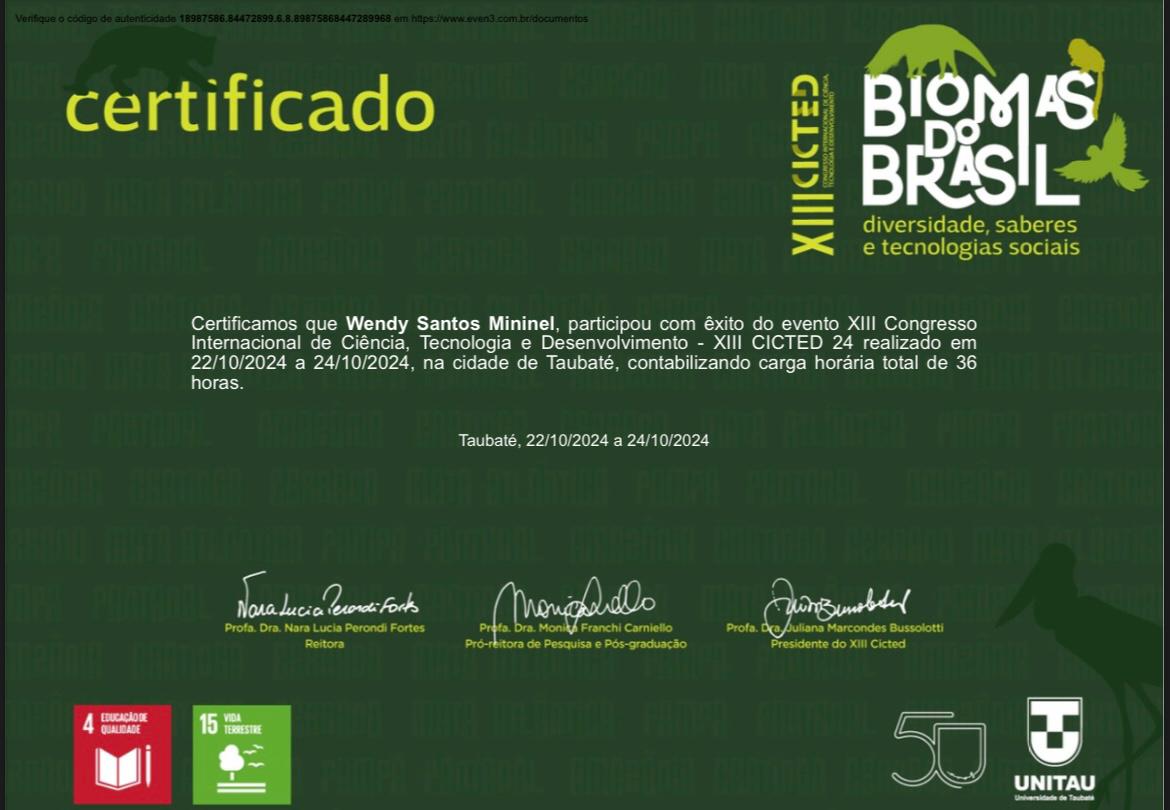 Verifique o código de autenticidade 18987586.84472899.6.8.89875868447289968 em https://www.even3.com.br/documentos
certificado
XIII CICTED
CONGRESSO INTERNACIONAL DE CIÊNCIA,
TECNOLOGIA E DESENVOLVIMENTO
BIOMAS
DO
BRASIL
diversidade, saberes
e tecnologias sociais
Certificamos que Wendy Santos Mininel, participou com êxito do evento XIII Congresso
Internacional de Ciência, Tecnologia e Desenvolvimento - XIII CICTED 24 realizado em
22/10/2024 a 24/10/2024, na cidade de Taubaté, contabilizando carga horária total de 36
horas.
Taubaté, 22/10/2024 a 24/10/2024
Nara Lucia Perondi Fortes
Profa. Dra. Nara Lucia Perondi Fortes
Reitora
Profa. Dra. Monica Franchi Carniello
Pró-reitora de Pesquisa e Pós-graduação
Profa. Dra. Juliana Marcondes Bussolotti
Presidente do XIII Cicted
4 EDUCAÇÃO DE
QUALIDADE
15 VIDA
TERRESTRE
50
UNITAU
Universidade de Taubaté